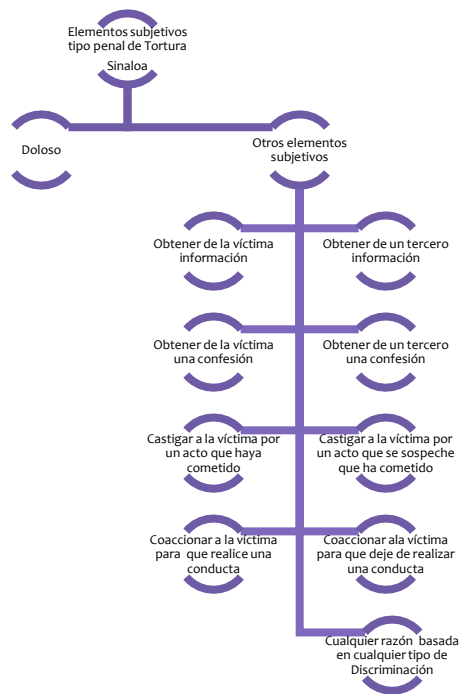 Elementos subjetivos
tipo penal de Tortura
Sinaloa
Doloso
Otros elementos
subjetivos
Obtener de la víctima
información
Obtener de un tercero
información
Obtener de la víctima
una confesión
Obtener de un tercero
una confesión
Castigar a la víctima por
un acto que haya
cometido
Castigar a la víctima por
un acto que se sospeche
que ha cometido
Coaccionar a la víctima
para que realice una
conducta
Coaccionar ala víctima
para que deje de realizar
una conducta
Cualquier razón basada
en cualquier tipo de
Discriminación